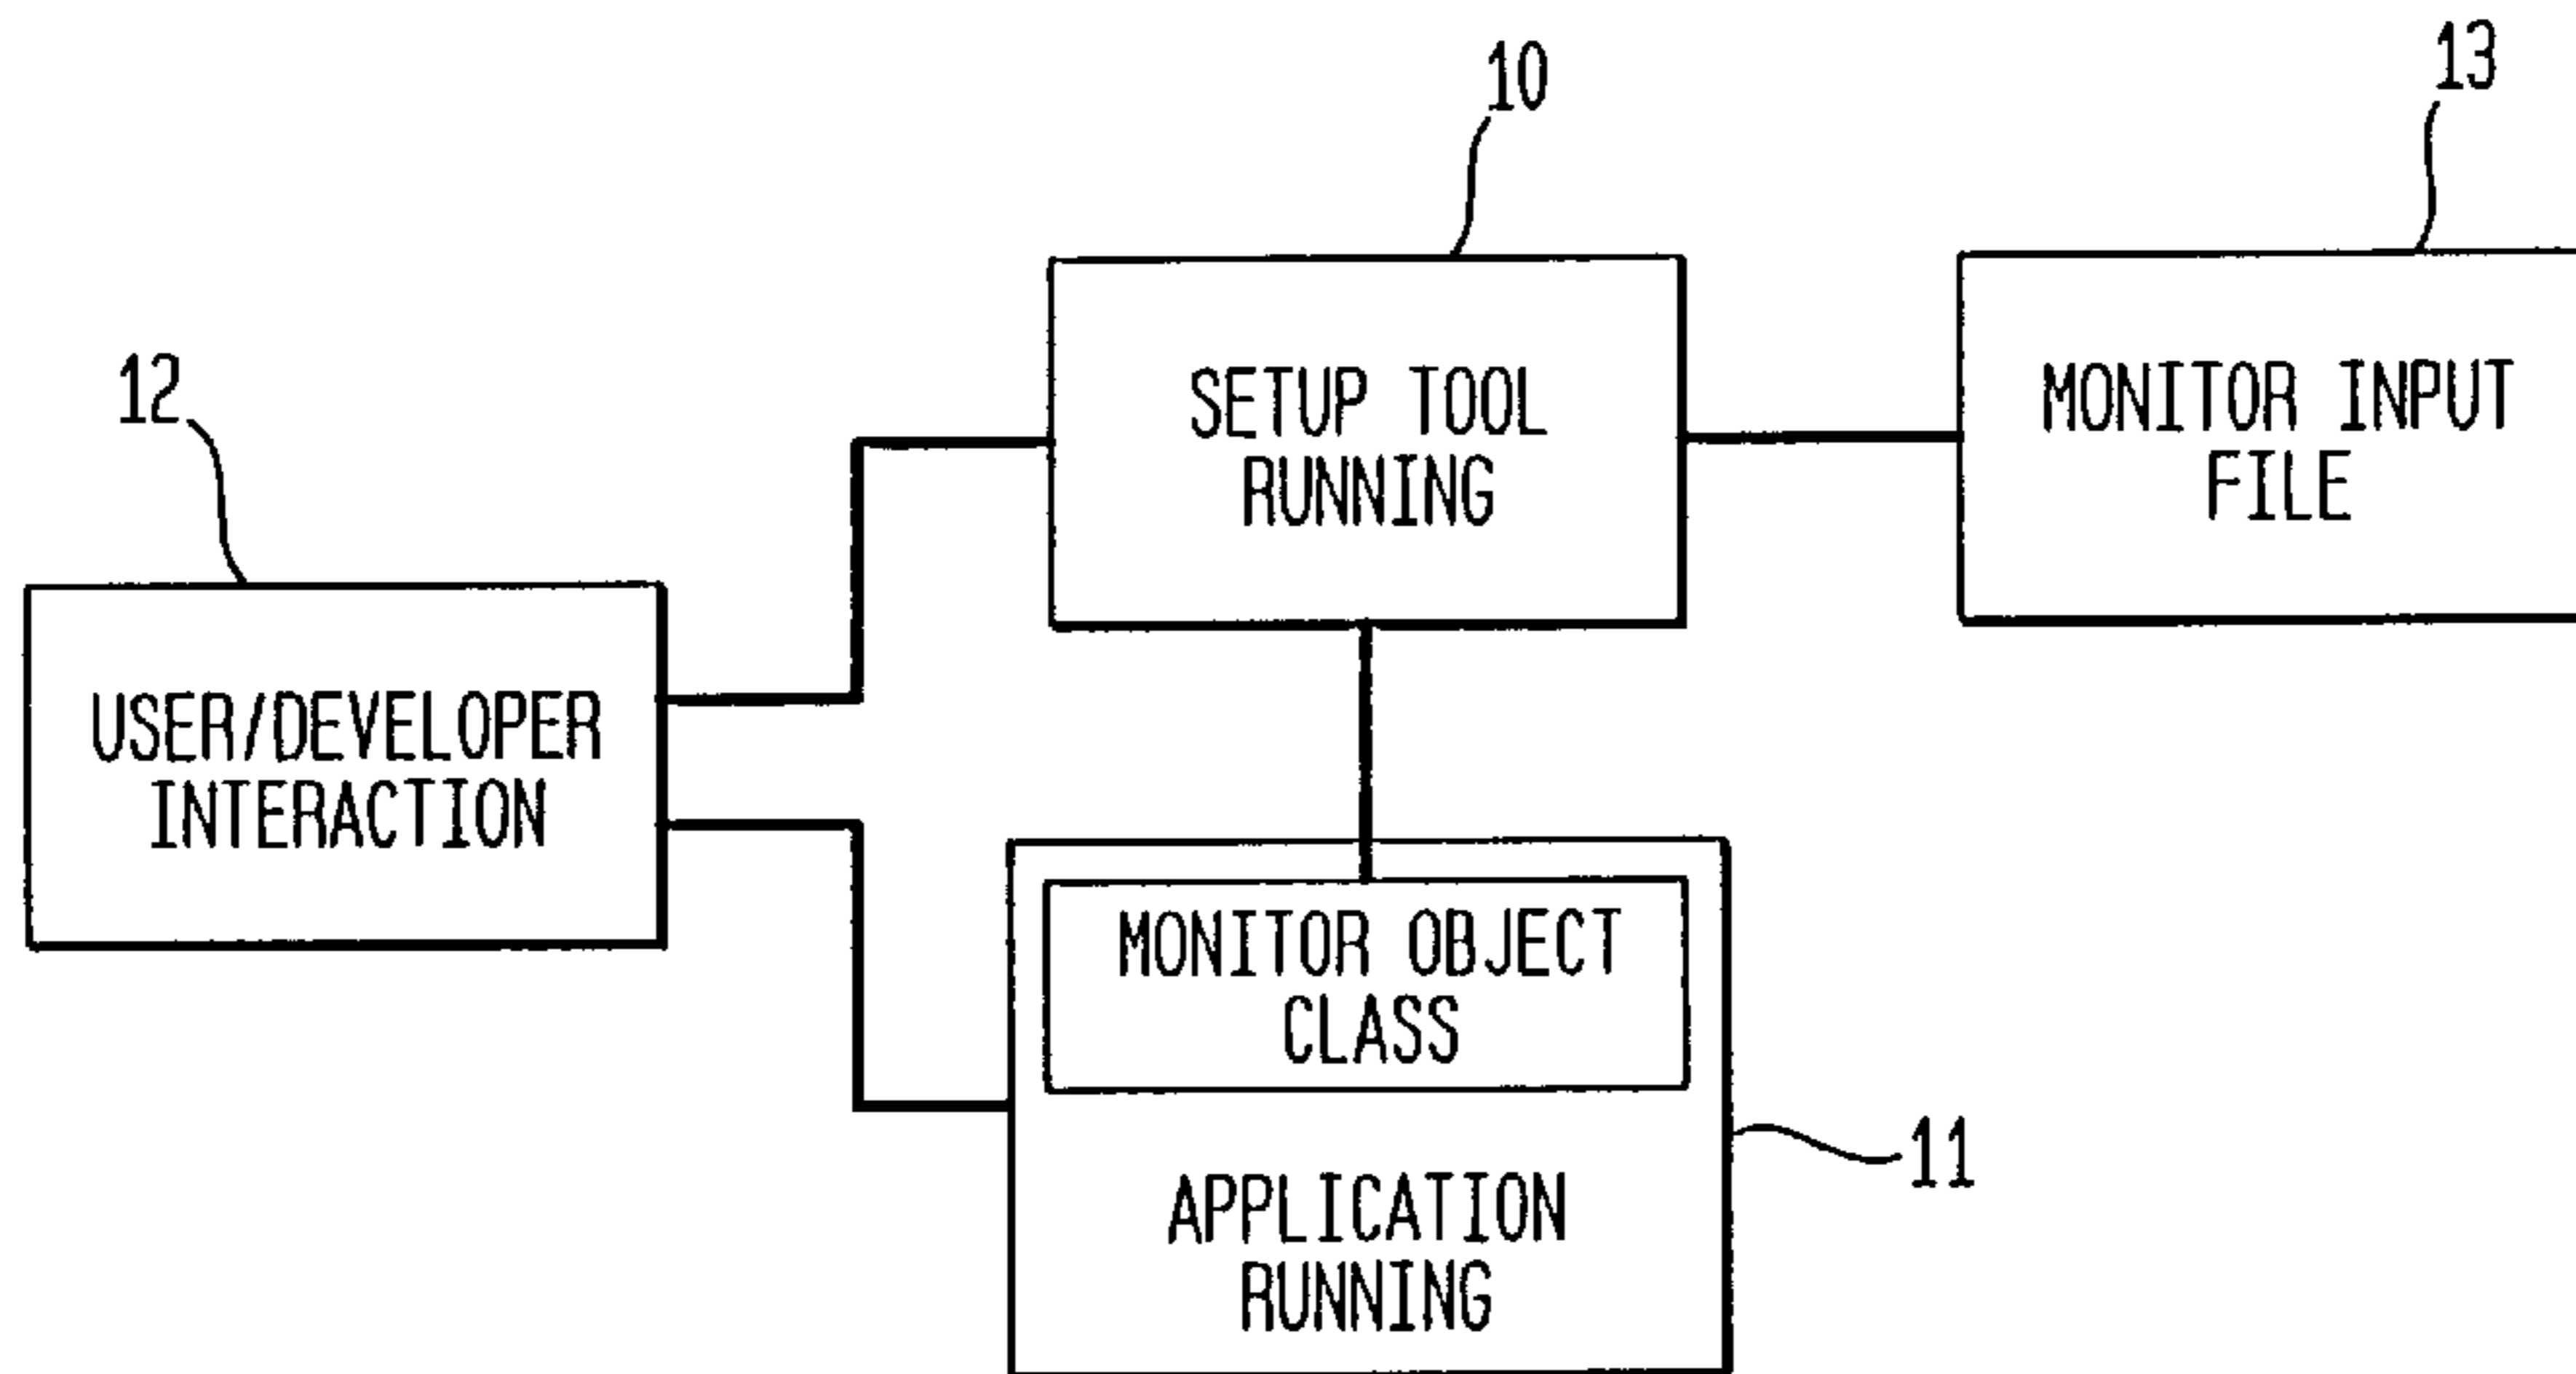 10
13
12
SETUP TOOL
RUNNING
MONITOR INPUT
FILE
USER/DEVELOPER
INTERACTION
MONITOR OBJECT
CLASS
11
APPLICATION
RUNNING